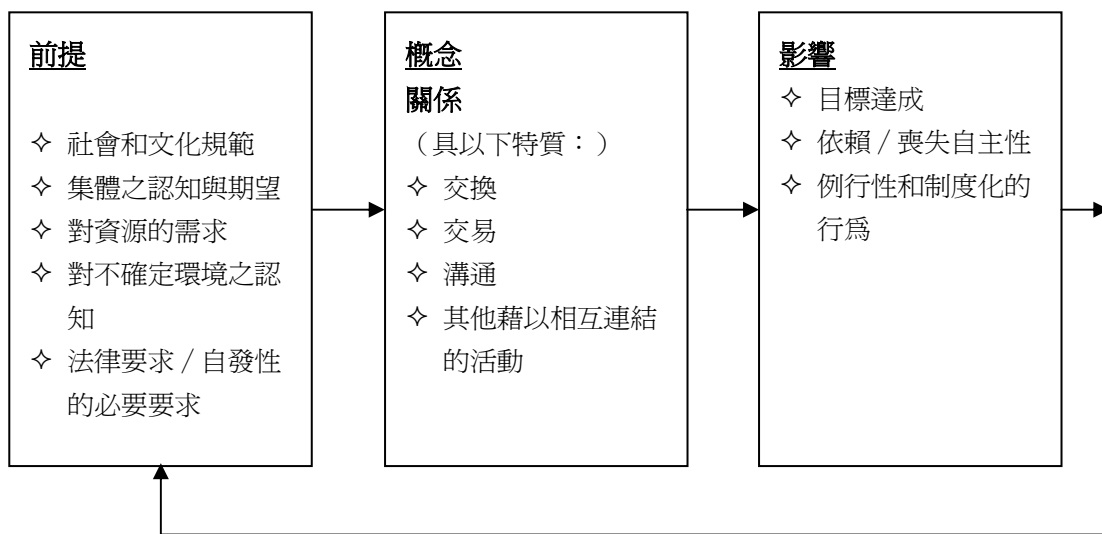 前提
✧ 社會和文化規範
✧ 集體之認知與期望
✧ 對資源的需求
✧ 對不確定環境之認
知
✧ 法律要求／自發性
的必要要求
概念
關係
（具以下特質：）
✧ 交換
✧ 交易
✧ 溝通
✧ 其他藉以相互連結
的活動
影響
✧ 目標達成
✧ 依賴／喪失自主性
✧ 例行性和制度化的
行為